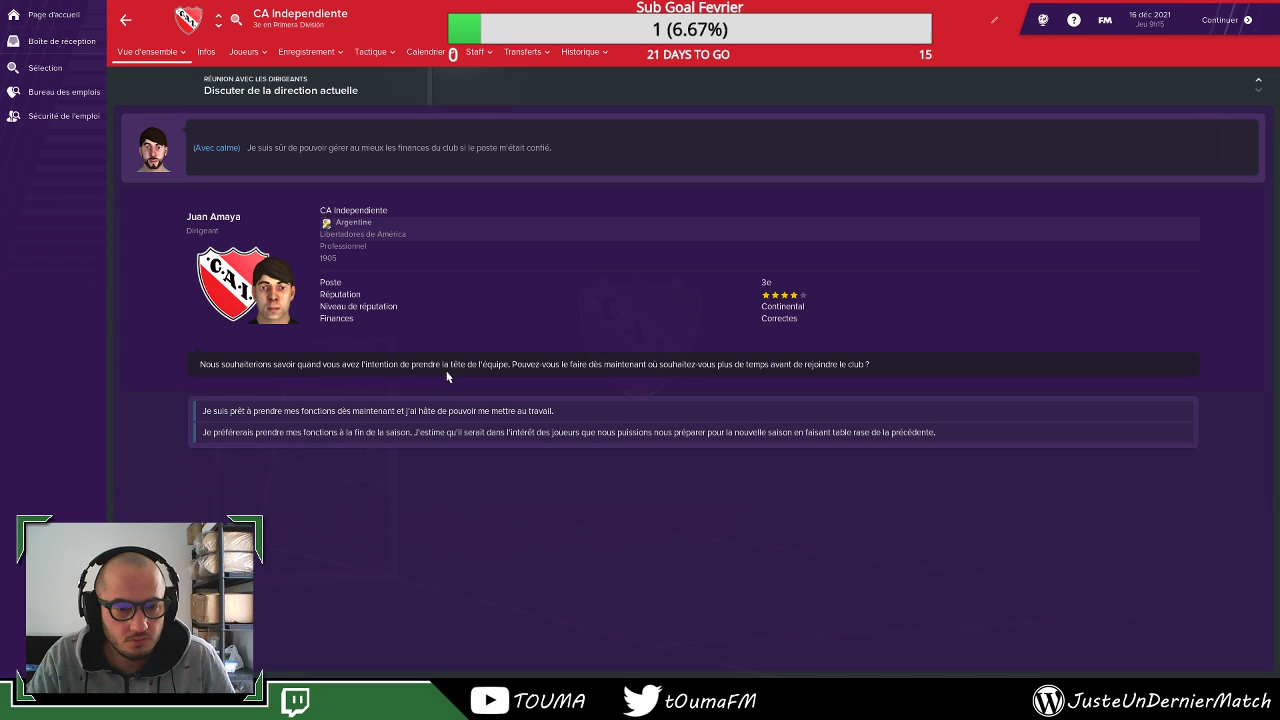 Sub Goal Fevrier
1 (6.67%)
0
21 DAYS TO GO
15
Page d'accueil
Boîte de réception
Sélection
Bureau des emplois
Sécurité de l'emploi
CA Independiente
3e en Primera División
16 déc 2021
Jeu 9h15
FM
Continuer
Vue d'ensemble
Infos
Joueurs
Enregistrement
Tactique
Calendrier
Staff
Transferts
Historique
RÉUNION AVEC LES DIRIGEANTS
Discuter de la direction actuelle
(Avec calme) Je suis sûr de pouvoir gérer au mieux les finances du club si le poste m'était confié.
Juan Amaya
Dirigeant
C.A.I.
CA Independiente
Argentine
Libertadores de América
Professionnel
1905
Poste 3e
Réputation
Niveau de réputation Continental
Finances Correctes
Nous souhaiterions savoir quand vous avez l'intention de prendre la tête de l'équipe. Pouvez-vous le faire dès maintenant où souhaitez-vous plus de temps avant de rejoindre le club ?
Je suis prêt à prendre mes fonctions dès maintenant et j'ai hâte de pouvoir me mettre au travail.
Je préférerais prendre mes fonctions à la fin de la saison. J'estime qu'il serait dans l'intérêt des joueurs que nous puissions nous préparer pour la nouvelle saison en faisant table rase de la précédente.
TOUMA
tOumaFM
JusteUnDernierMatch